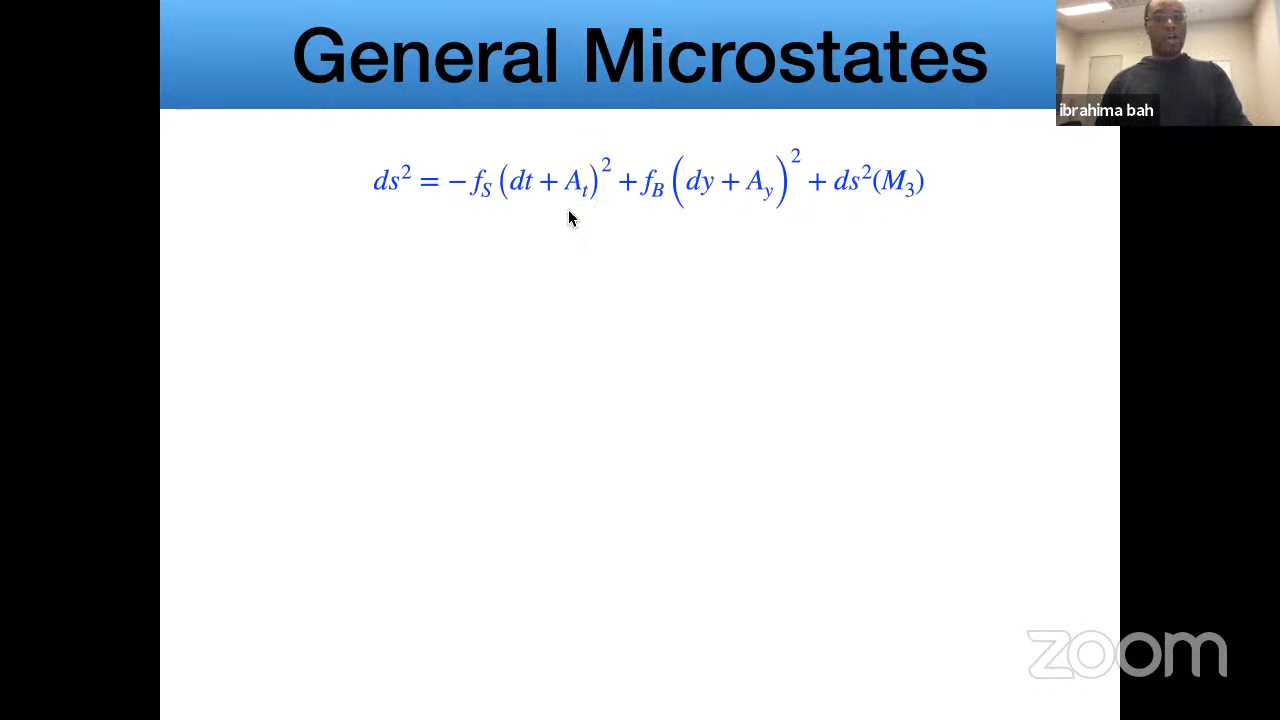 General Microstates
ibrahima bah
ds² = − f_S (dt + A_t)² + f_B (dy + A_y)² + ds²(M₃)
zoom